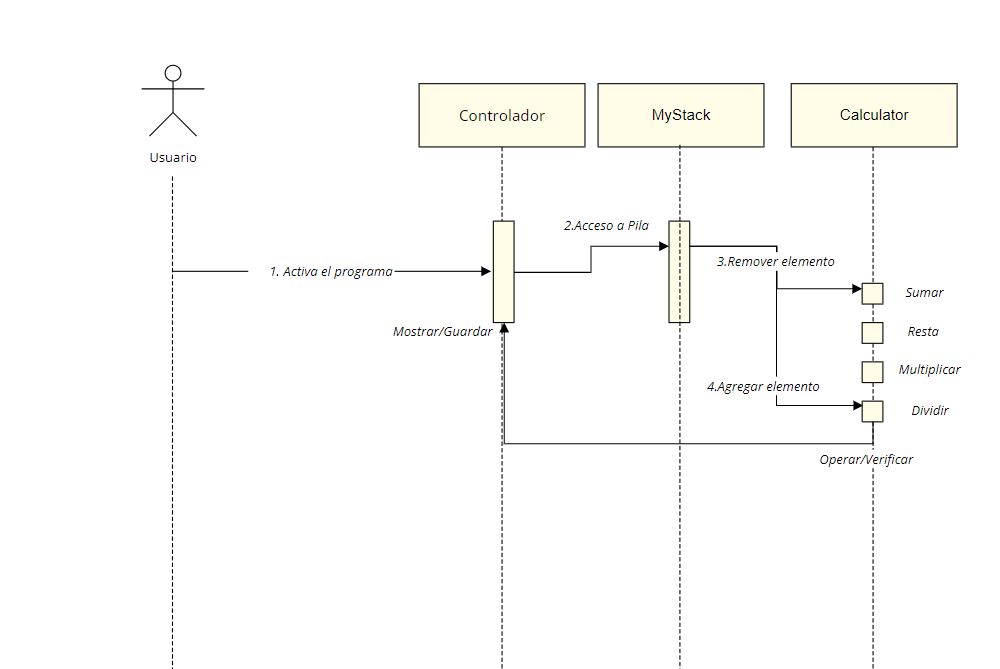 Usuario
Controlador
MyStack
Calculator
2.Acceso a Pila
1. Activa el programa
3.Remover elemento
Sumar
Mostrar/Guardar
Resta
Multiplicar
4.Agregar elemento
Dividir
Operar/Verificar